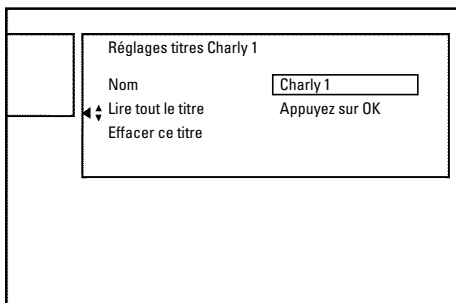 Réglages titres Charly 1
Nom Charly 1
Lire tout le titre Appuyez sur OK
Effacer ce titre